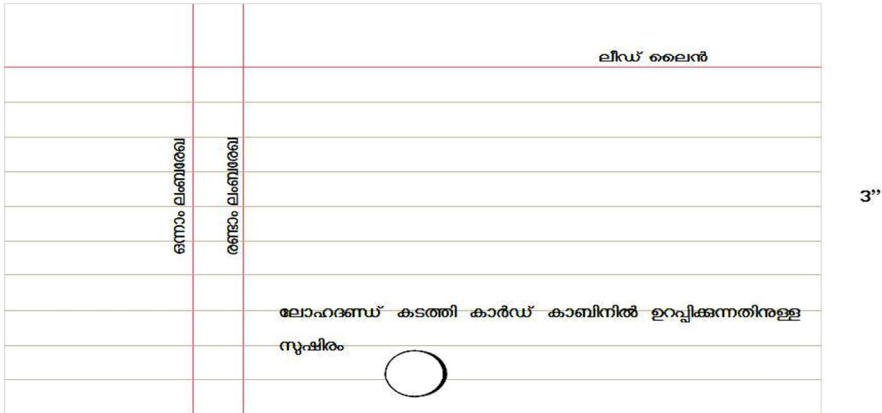 ലീഡ് ലൈൻ
ഒന്നാം ലംബരേഖ
രണ്ടാം ലംബരേഖ
3’’
ലോഹദണ്ഡ് കടത്തി കാർഡ് കാബിനിൽ ഉറപ്പിക്കുന്നതിനുള്ള
സുഷിരം